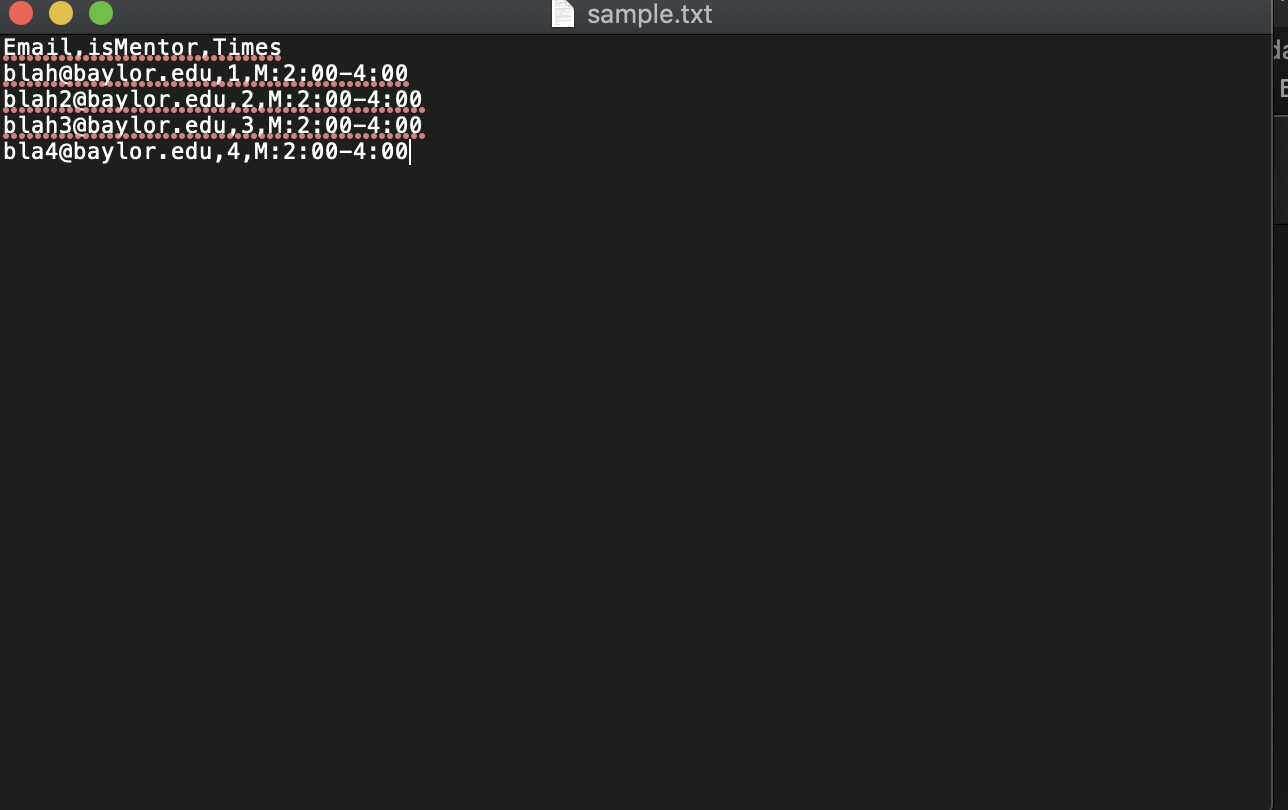 sample.txt
Email,isMentor,Times
blah@baylor.edu,1,M:2:00-4:00
blah2@baylor.edu,2,M:2:00-4:00
blah3@baylor.edu,3,M:2:00-4:00
bla4@baylor.edu,4,M:2:00-4:00